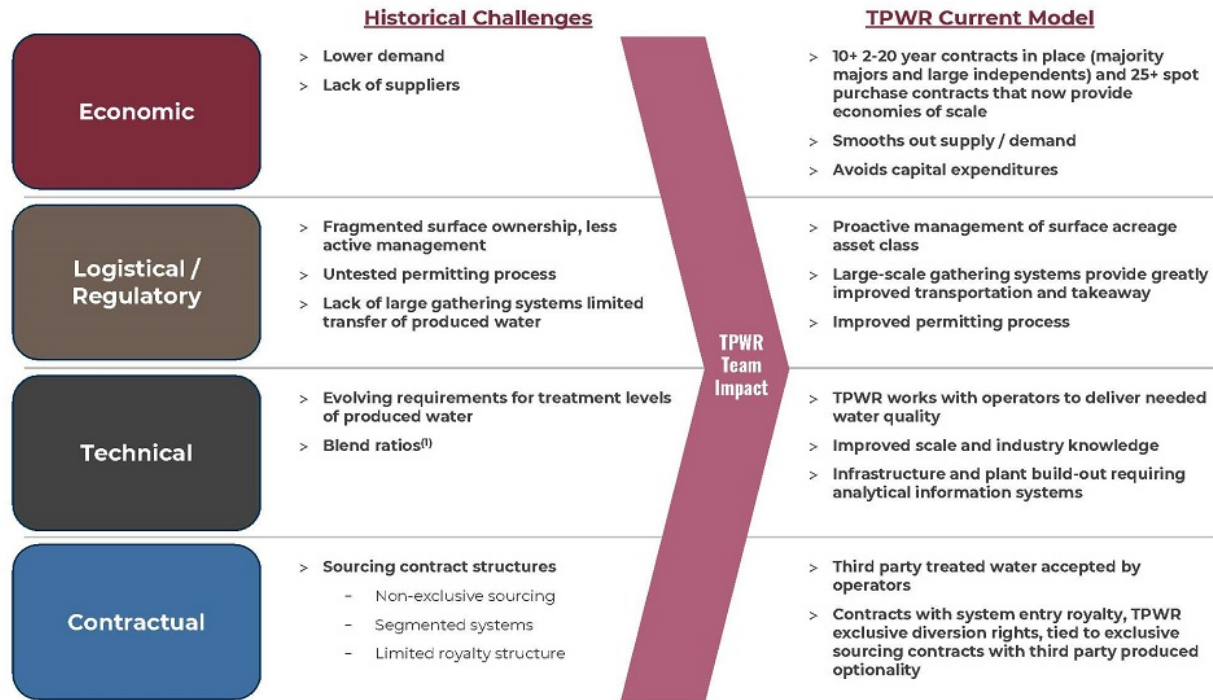 Historical Challenges
TPWR Current Model
Economic
> Lower demand
> Lack of suppliers
> 10+ 2-20 year contracts in place (majority
majors and large independents) and 25+ spot
purchase contracts that now provide
economies of scale
> Smooths out supply / demand
> Avoids capital expenditures
Logistical /
Regulatory
> Fragmented surface ownership, less
active management
> Untested permitting process
> Lack of large gathering systems limited
transfer of produced water
> Proactive management of surface acreage
asset class
> Large-scale gathering systems provide greatly
improved transportation and takeaway
> Improved permitting process
TPWR
Team
Impact
Technical
> Evolving requirements for treatment levels
of produced water
> Blend ratios(1)
> TPWR works with operators to deliver needed
water quality
> Improved scale and industry knowledge
> Infrastructure and plant build-out requiring
analytical information systems
Contractual
> Sourcing contract structures
– Non-exclusive sourcing
– Segmented systems
– Limited royalty structure
> Third party treated water accepted by
operators
> Contracts with system entry royalty, TPWR
exclusive diversion rights, tied to exclusive
sourcing contracts with third party produced
optionality